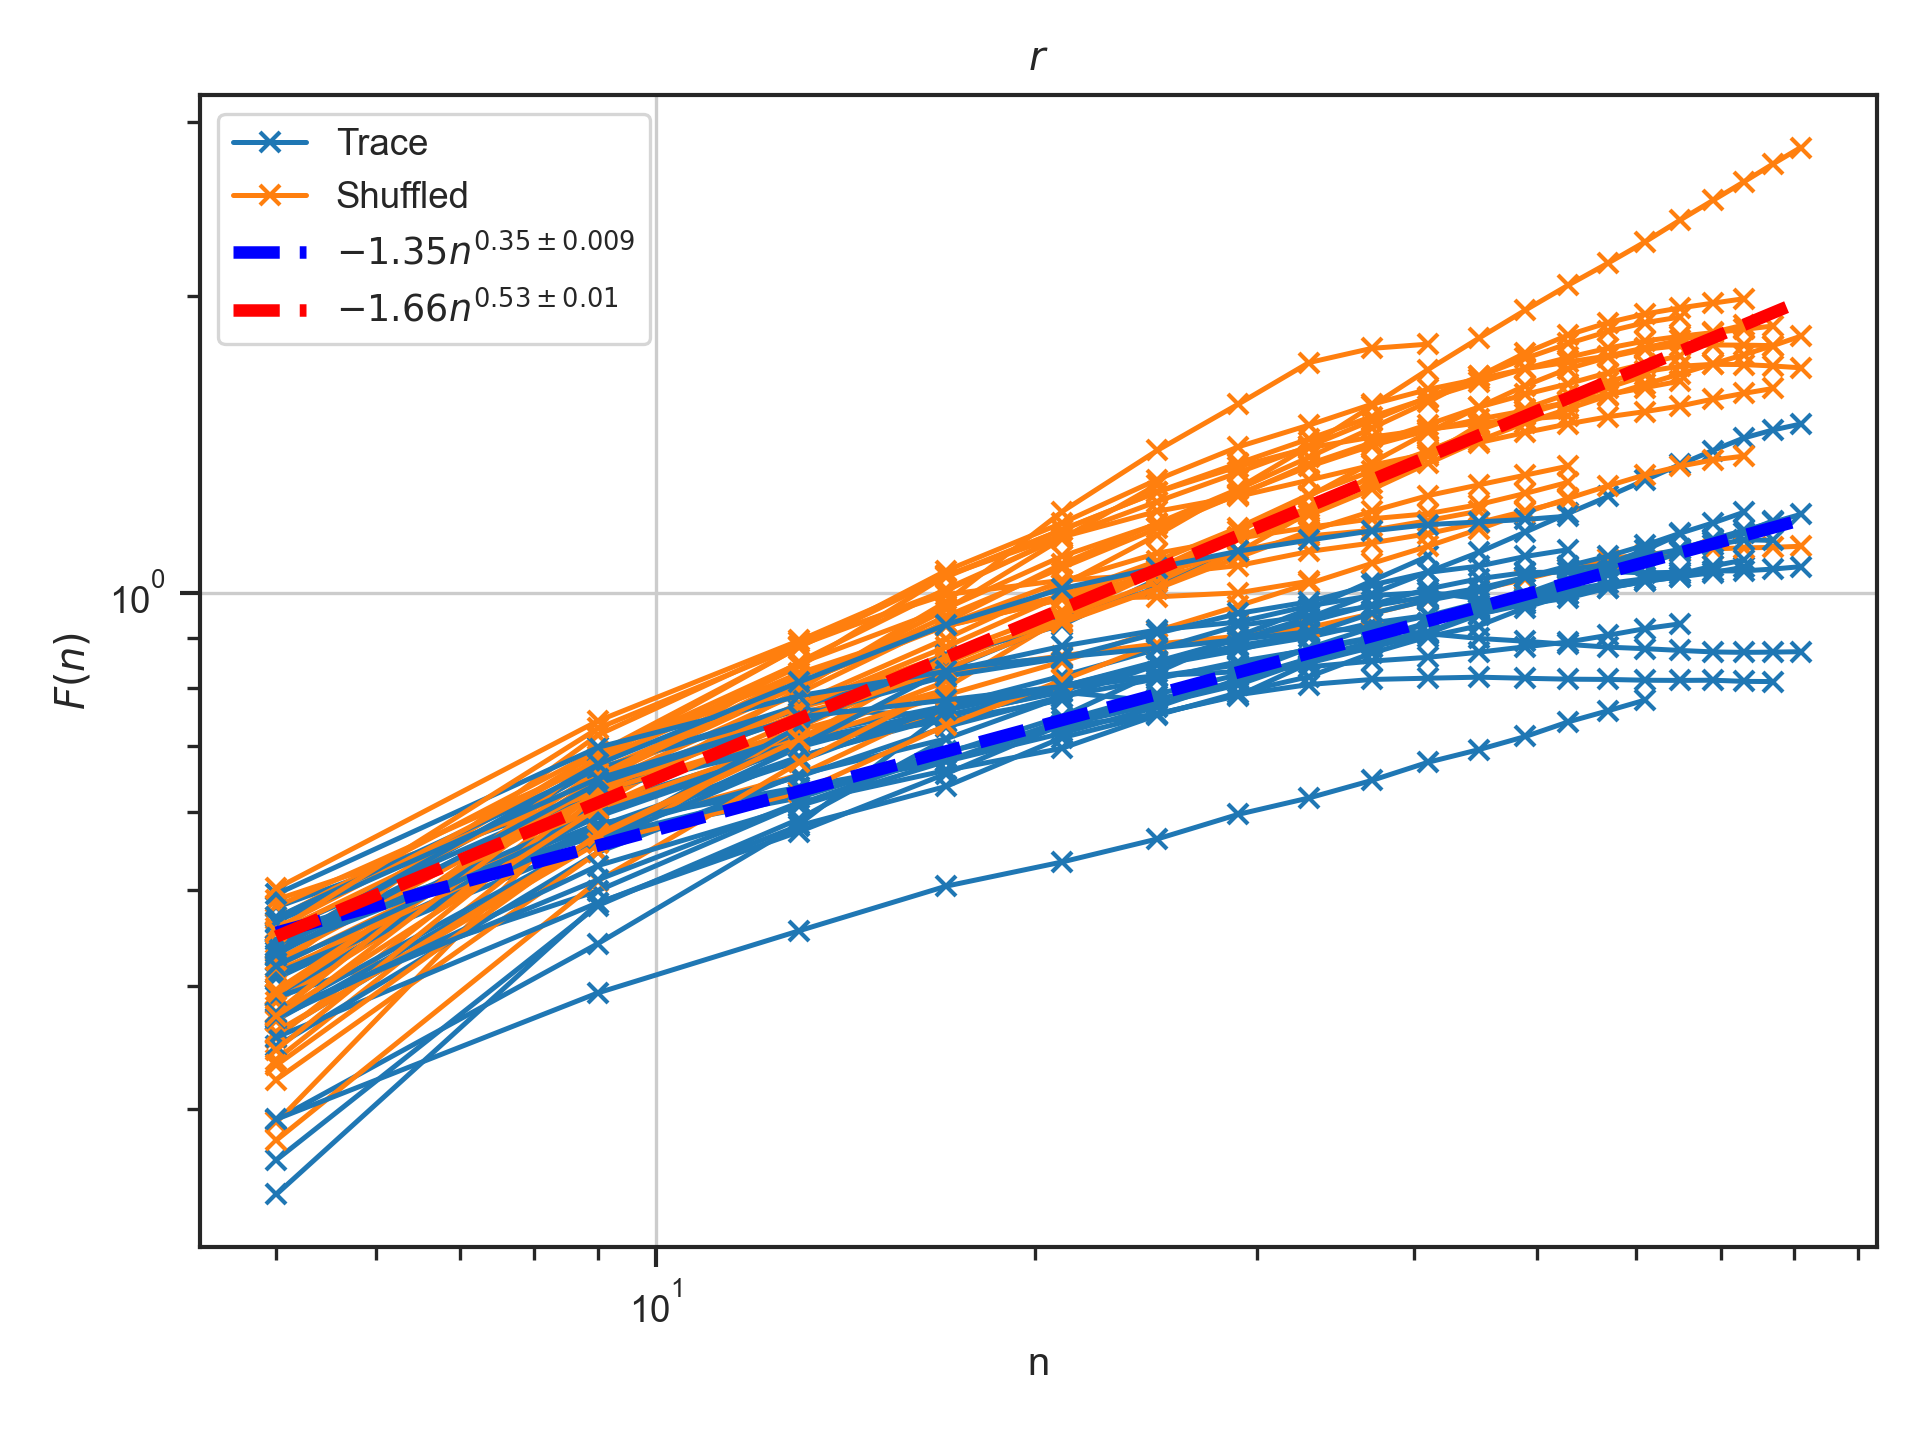 r
Trace
Shuffled
−1.35n^{0.35±0.009}
−1.66n^{0.53±0.01}
10^0
F(n)
10^1
n